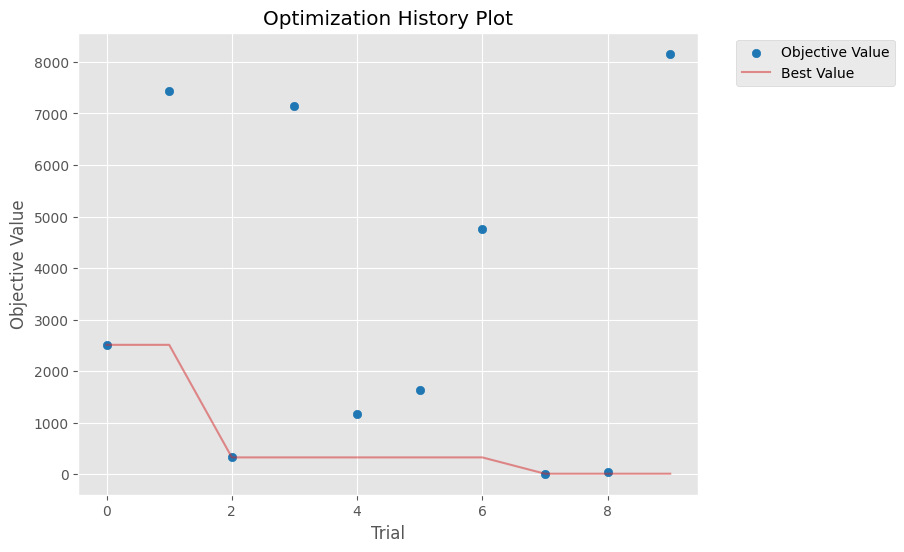 Optimization History Plot
Objective Value
Best Value
Objective Value
8000
7000
6000
5000
4000
3000
2000
1000
0
0 2 4 6 8
Trial